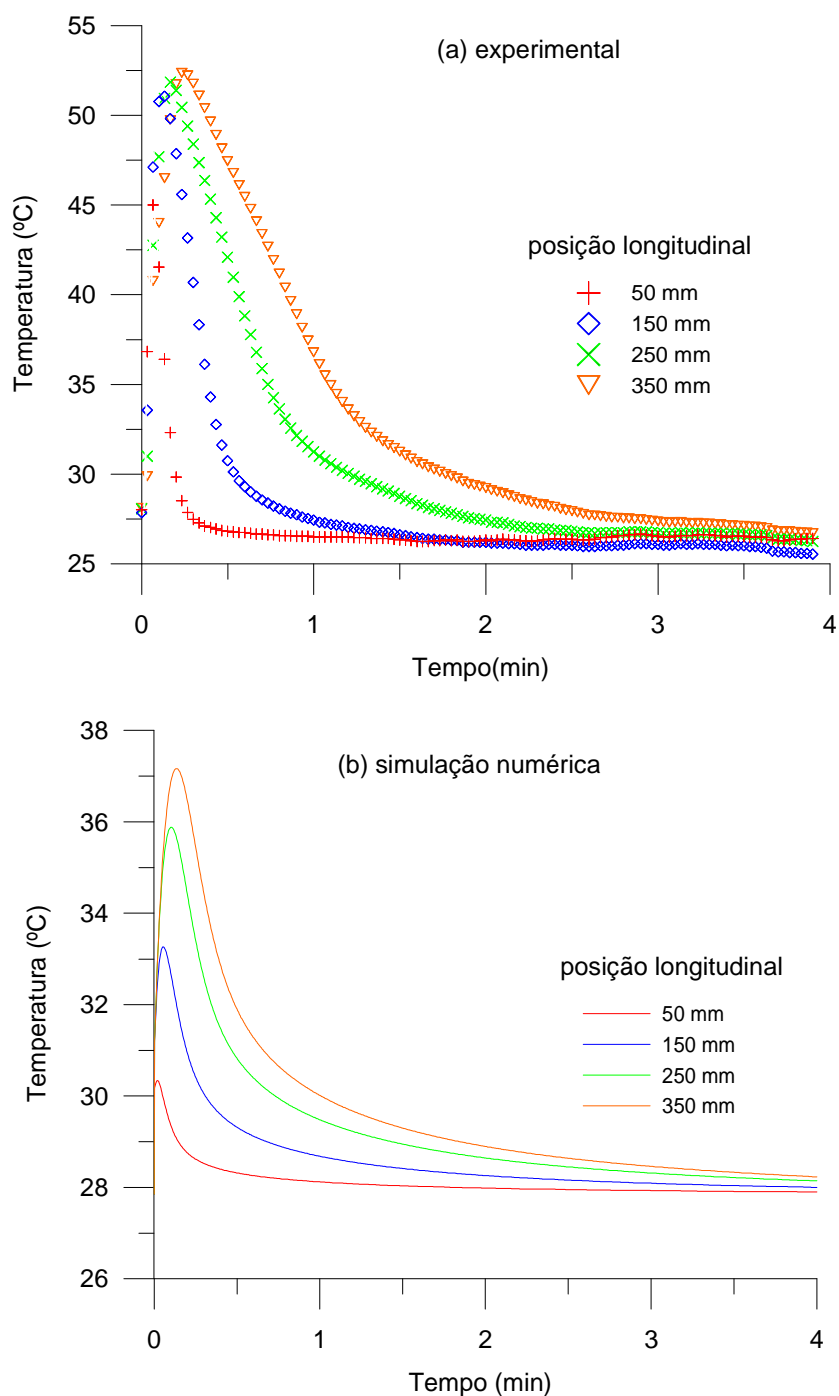 (a) experimental
Temperatura (ºC)
55
50
45
40
35
30
25
posição longitudinal
50 mm
150 mm
250 mm
350 mm
0 1 2 3 4
Tempo(min)
(b) simulação numérica
Temperatura (ºC)
38
36
34
32
30
28
26
posição longitudinal
50 mm
150 mm
250 mm
350 mm
0 1 2 3 4
Tempo (min)